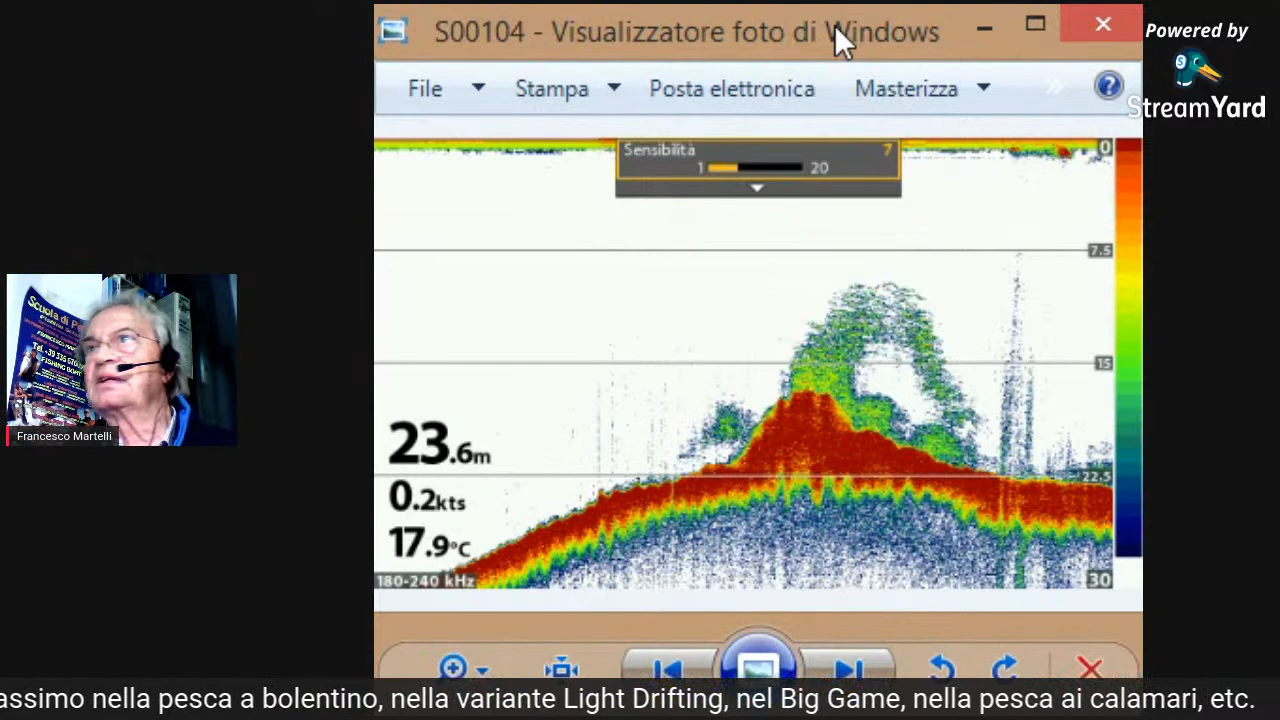 S00104 - Visualizzatore foto di Windows
Powered by
StreamYard
File
Stampa
Posta elettronica
Masterizza
Sensibilità 7
1 20
0
7.5
15
22.5
30
23.6m
0.2kts
17.9°C
180-240 kHz
Scuola di
Francesco Martelli
assimo nella pesca a bolentino, nella variante Light Drifting, nel Big Game, nella pesca ai calamari, etc.